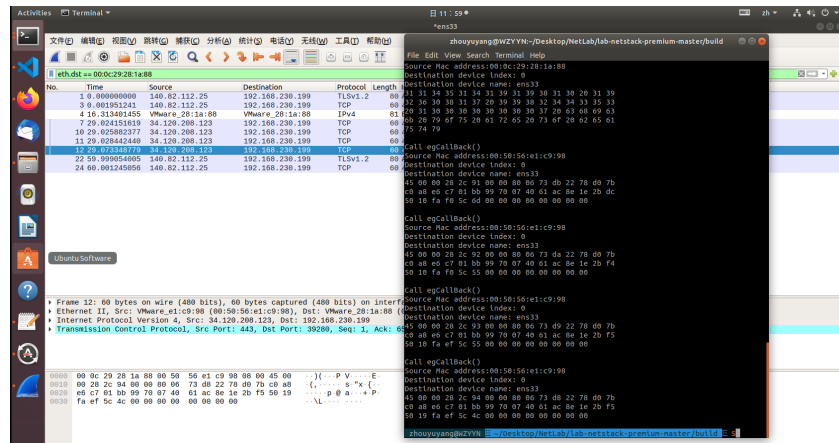 Activities Terminal 日 11：59 zh
*ens33
文件(F) 编辑(E) 视图(V) 跳转(G) 捕获(C) 分析(A) 统计(S) 电话(Y) 无线(W) 工具(T) 帮助(H)
eth.dst == 00:0c:29:28:1a:88
No. Time Source Destination Protocol Length
1 0.000000000 140.82.112.25 192.168.230.199 TLSv1.2 80
3 0.001951241 140.82.112.25 192.168.230.199 TCP 60
4 16.313401455 VMware_28:1a:88 VMware_28:1a:88 IPv4 81
7 29.024151619 34.120.208.123 192.168.230.199 TCP 60
10 29.025882377 34.120.208.123 192.168.230.199 TCP 60
11 29.028442440 34.120.208.123 192.168.230.199 TCP 60
12 29.073348779 34.120.208.123 192.168.230.199 TCP 60
22 59.999054005 140.82.112.25 192.168.230.199 TLSv1.2 80
24 60.001245056 140.82.112.25 192.168.230.199 TCP 60
Ubuntu Software
Frame 12: 60 bytes on wire (480 bits), 60 bytes captured (480 bits) on interf
Ethernet II, Src: VMware_e1:c9:98 (00:50:56:e1:c9:98), Dst: VMware_28:1a:88
Internet Protocol Version 4, Src: 34.120.208.123, Dst: 192.168.230.199
Transmission Control Protocol, Src Port: 443, Dst Port: 39280, Seq: 1, Ack: 65
0000 00 0c 29 28 1a 88 00 50 56 e1 c9 98 08 00 45 00 ··)(···P V·····E·
0010 00 28 2c 94 00 00 80 06 73 d8 22 78 d0 7b c0 a8 ·(,····· s·"x·{··
0020 e6 c7 01 bb 99 70 07 40 61 ac 8e 1e 2b f5 50 19 ·····p·@ a···+·P·
0030 fa ef 5c 4c 00 00 00 00 00 00 00 00 ··\L···· ····
zhouyuyang@WZYYN: ~/Desktop/NetLab/lab-netstack-premium-master/build
File Edit View Search Terminal Help
Source Mac address:00:0c:29:28:1a:88
Destination device index: 0
Destination device name: ens33
31 31 34 35 31 34 31 39 31 39 38 31 30 20 31 39
32 36 30 38 31 37 20 39 39 38 32 34 34 33 35 33
20 31 30 30 30 30 30 30 30 30 37 20 63 68 69 63
6b 20 79 6f 75 20 61 72 65 20 73 6f 20 62 65 61
75 74 79
Call egCallBack()
Source Mac address:00:50:56:e1:c9:98
Destination device index: 0
Destination device name: ens33
45 00 00 28 2c 91 00 00 80 06 73 db 22 78 d0 7b
c0 a8 e6 c7 01 bb 99 70 07 40 61 ac 8e 1e 2b dc
50 10 fa f0 5c 6d 00 00 00 00 00 00 00 00
Call egCallBack()
Source Mac address:00:50:56:e1:c9:98
Destination device index: 0
Destination device name: ens33
45 00 00 28 2c 92 00 00 80 06 73 da 22 78 d0 7b
c0 a8 e6 c7 01 bb 99 70 07 40 61 ac 8e 1e 2b f4
50 10 fa f0 5c 55 00 00 00 00 00 00 00 00
Call egCallBack()
Source Mac address:00:50:56:e1:c9:98
Destination device index: 0
Destination device name: ens33
45 00 00 28 2c 93 00 00 80 06 73 d9 22 78 d0 7b
c0 a8 e6 c7 01 bb 99 70 07 40 61 ac 8e 1e 2b f5
50 10 fa ef 5c 55 00 00 00 00 00 00 00 00
Call egCallBack()
Source Mac address:00:50:56:e1:c9:98
Destination device index: 0
Destination device name: ens33
45 00 00 28 2c 94 00 00 80 06 73 d8 22 78 d0 7b
c0 a8 e6 c7 01 bb 99 70 07 40 61 ac 8e 1e 2b f5
50 19 fa ef 5c 4c 00 00 00 00 00 00 00 00
zhouyuyang@WZYYN ~/Desktop/NetLab/lab-netstack-premium-master/build S